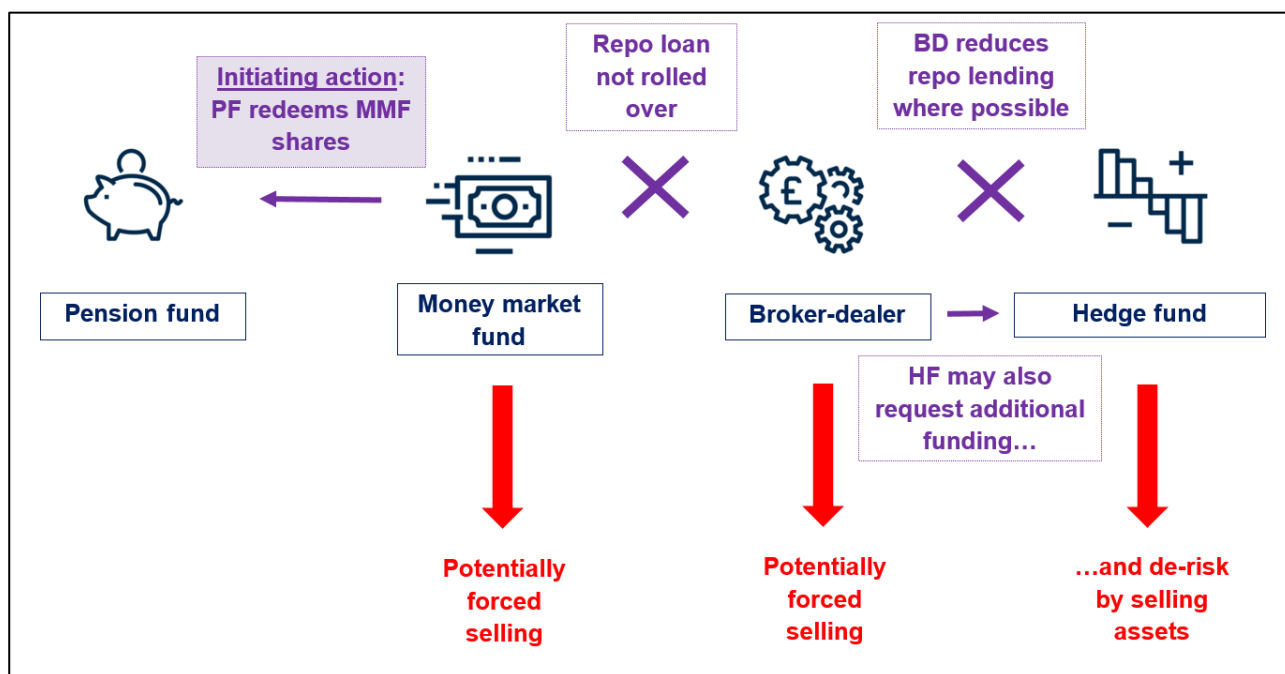 Initiating action:
PF redeems MMF
shares
Repo loan
not rolled
over
BD reduces
repo lending
where possible
£
Pension fund
Money market
fund
Broker-dealer
Hedge fund
HF may also
request additional
funding…
Potentially
forced
selling
Potentially
forced
selling
…and de-risk
by selling
assets